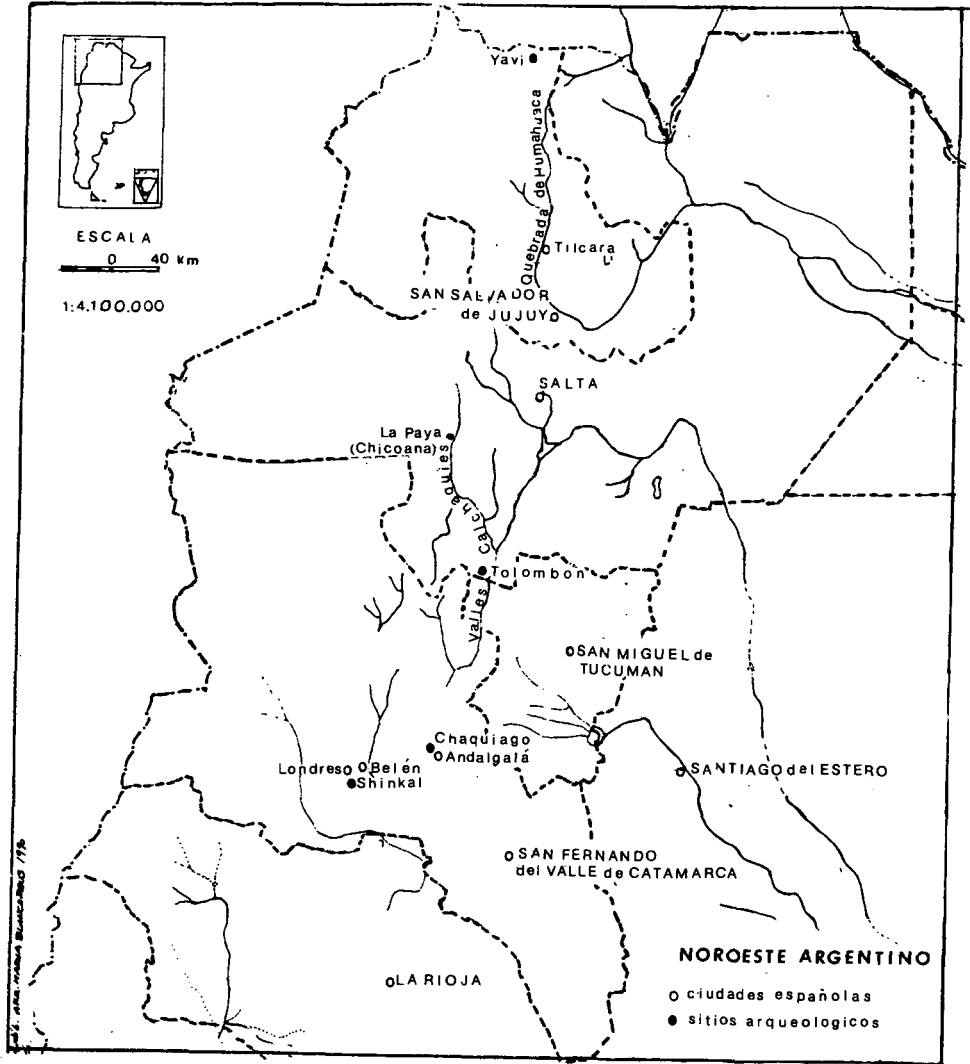 Yavi
Quebrada de Humahuaca
ESCALA
0 40 km
1:4.100.000
Tilcara
SAN SALVADOR
de JUJUY
SALTA
La Paya
(Chicoana)
Valles Calchaquies
Tolombon
SAN MIGUEL de
TUCUMAN
Chaquiago
Andalgalá
Londres
Belén
Shinkal
SANTIAGO del ESTERO
SAN FERNANDO
del VALLE de CATAMARCA
LA RIOJA
NOROESTE ARGENTINO
ciudades españolas
sitios arqueologicos